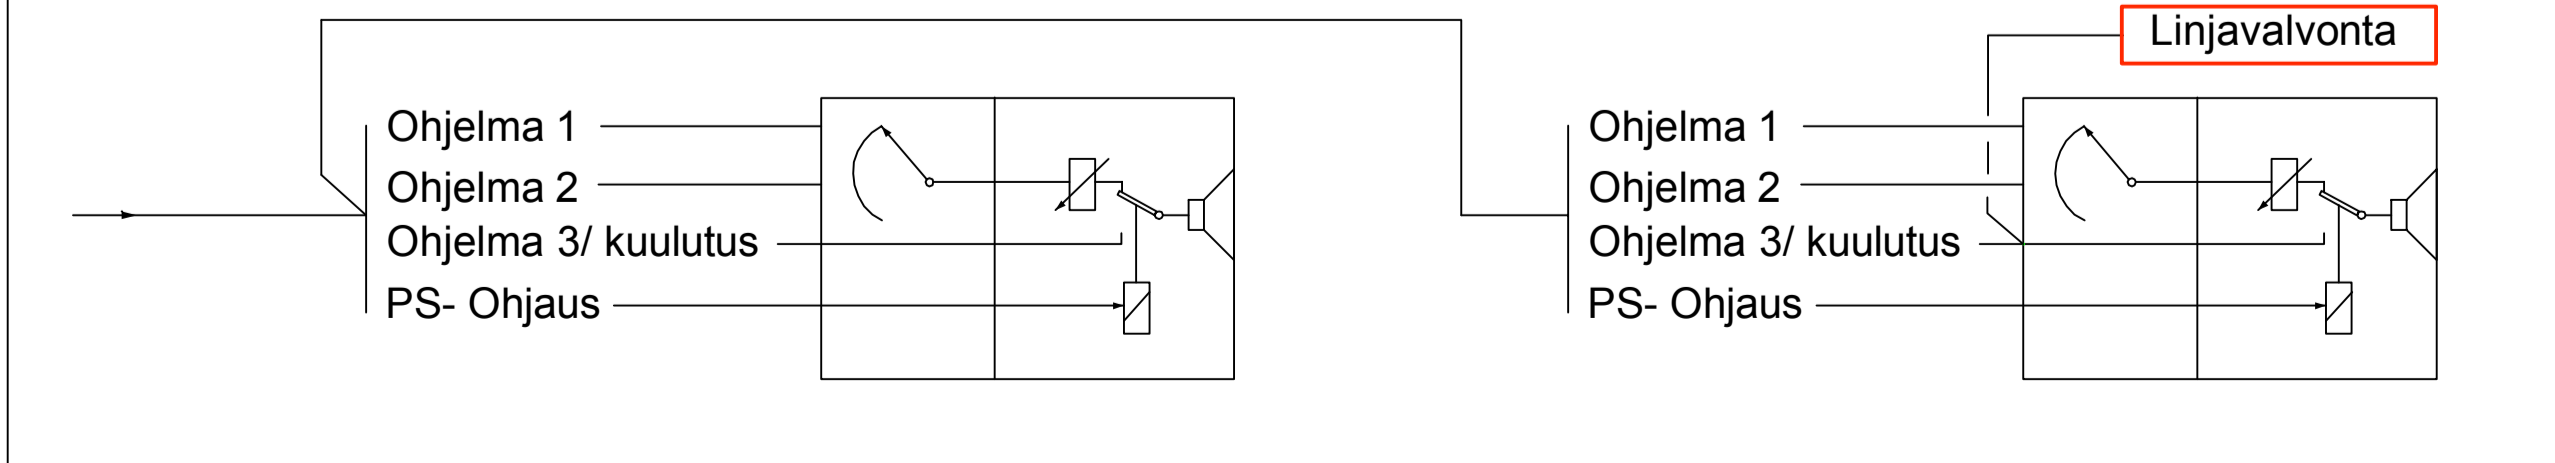 Linjavalvonta
Ohjelma 1
Ohjelma 2
Ohjelma 3/ kuulutus
PS- Ohjaus
Ohjelma 1
Ohjelma 2
Ohjelma 3/ kuulutus
PS- Ohjaus